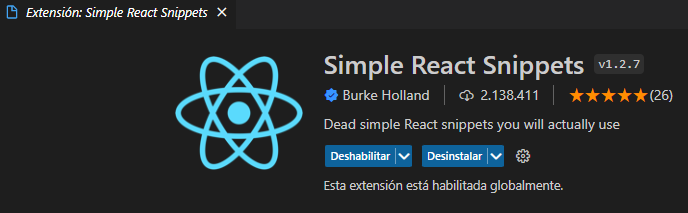 Extensión: Simple React Snippets
Simple React Snippets v1.2.7
Burke Holland 2.138.411 (26)
Dead simple React snippets you will actually use
Deshabilitar Desinstalar
Esta extensión está habilitada globalmente.